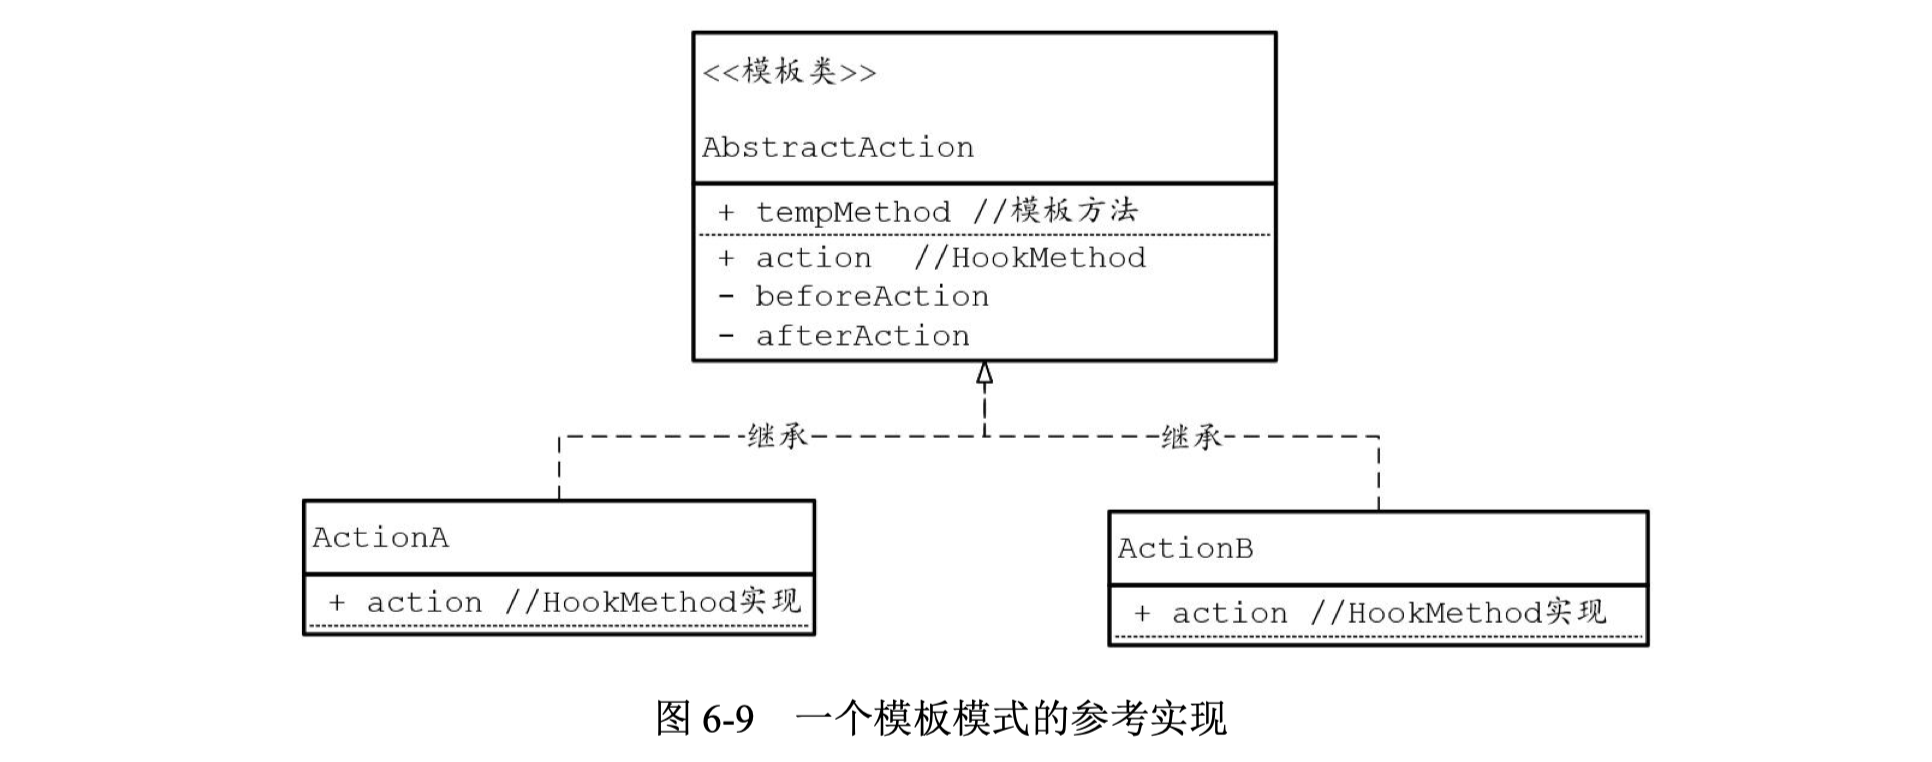 <<模板类>>
AbstractAction
+ tempMethod //模板方法
+ action //HookMethod
- beforeAction
- afterAction
继承 继承
ActionA
+ action //HookMethod实现
ActionB
+ action //HookMethod实现
图 6-9 一个模板模式的参考实现